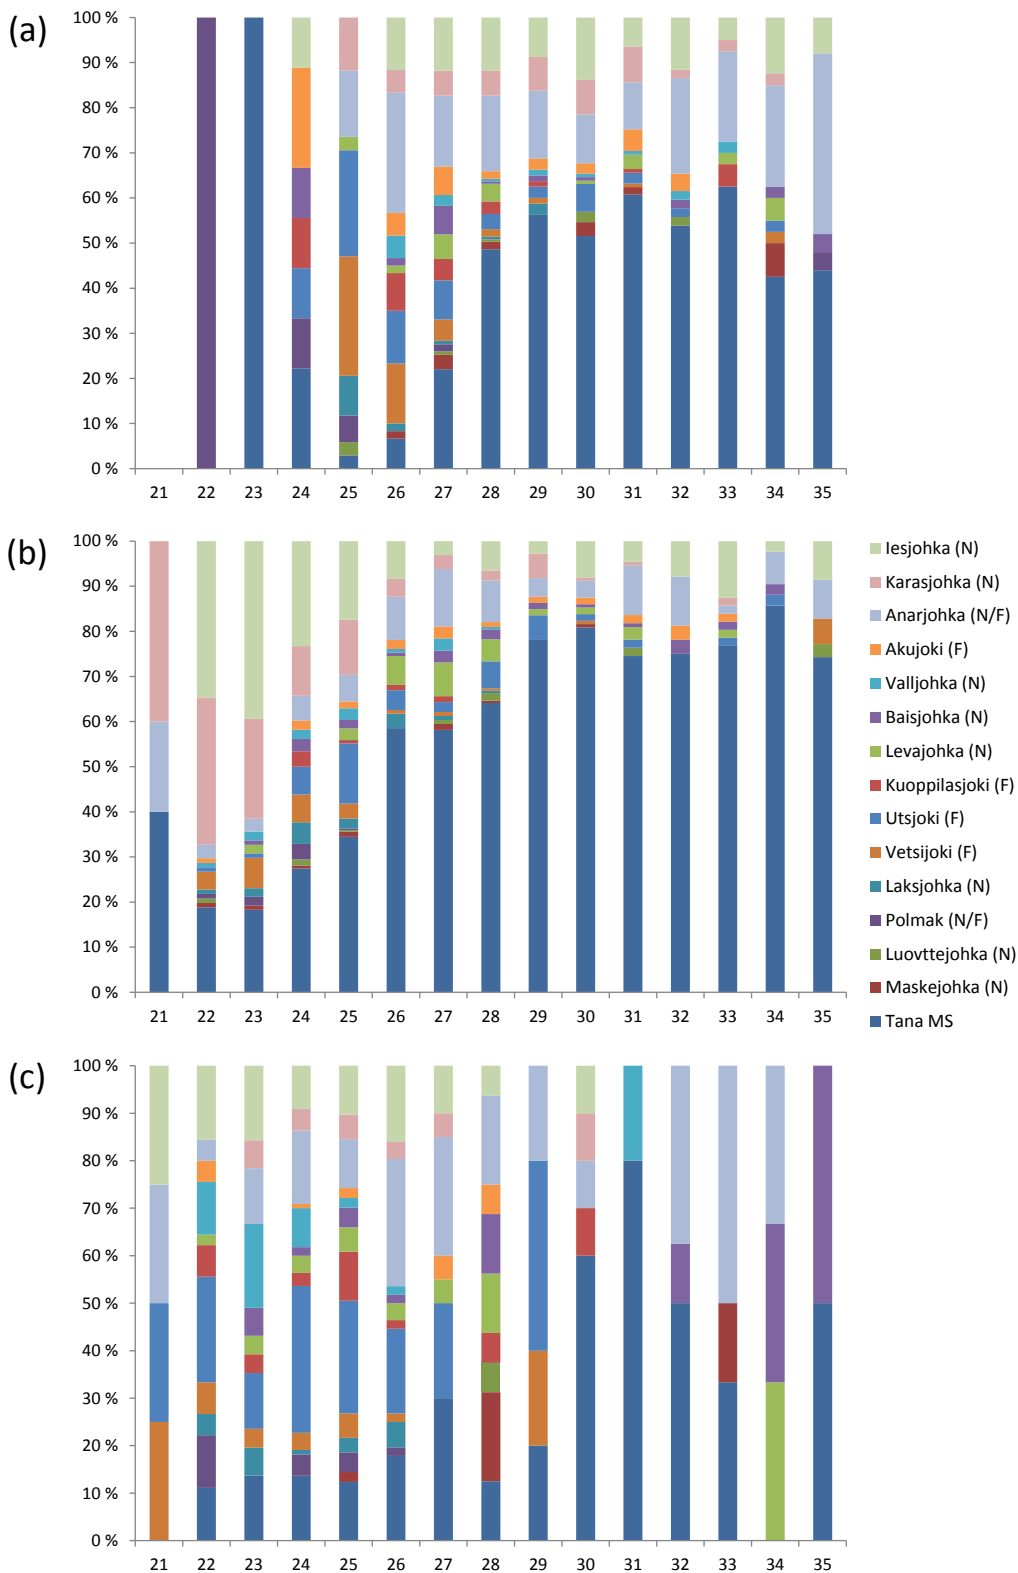 (a)
100 %
90 %
80 %
70 %
60 %
50 %
40 %
30 %
20 %
10 %
0 %
21 22 23 24 25 26 27 28 29 30 31 32 33 34 35
(b)
100 %
90 %
80 %
70 %
60 %
50 %
40 %
30 %
20 %
10 %
0 %
21 22 23 24 25 26 27 28 29 30 31 32 33 34 35
Iesjohka (N)
Karasjohka (N)
Anarjohka (N/F)
Akujoki (F)
Valljohka (N)
Baisjohka (N)
Levajohka (N)
Kuoppilasjoki (F)
Utsjoki (F)
Vetsijoki (F)
Laksjohka (N)
Polmak (N/F)
Luovttejohka (N)
Maskejohka (N)
Tana MS
(c)
100 %
90 %
80 %
70 %
60 %
50 %
40 %
30 %
20 %
10 %
0 %
21 22 23 24 25 26 27 28 29 30 31 32 33 34 35